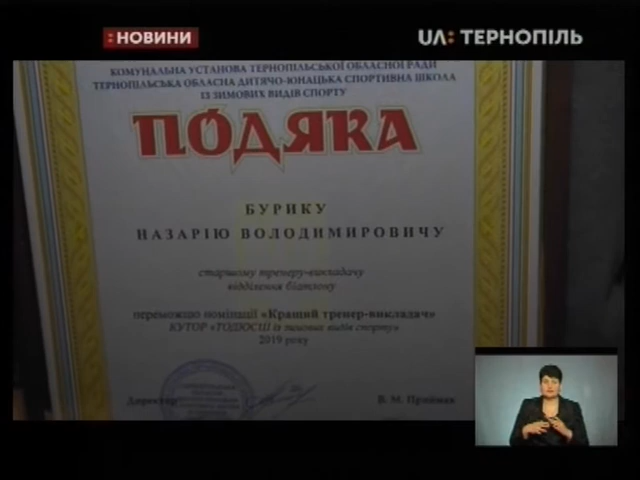 :НОВИНИ
UA: ТЕРНОПІЛЬ
КОМУНАЛЬНА УСТАНОВА ТЕРНОПІЛЬСЬКОЇ ОБЛАСНОЇ РАДИ
ТЕРНОПІЛЬСЬКА ОБЛАСНА ДИТЯЧО-ЮНАЦЬКА СПОРТИВНА ШКОЛА
ІЗ ЗИМОВИХ ВИДІВ СПОРТУ
ПОДЯКА
БУРИКУ
НАЗАРІЮ ВОЛОДИМИРОВИЧУ
старшому тренеру-викладачу
відділення біатлону
переможцю номінації «Кращий тренер-викладач»
КУТОР «ТОДЮСШ із зимових видів спорту»
2019 року
Директор
В. М. Приймак